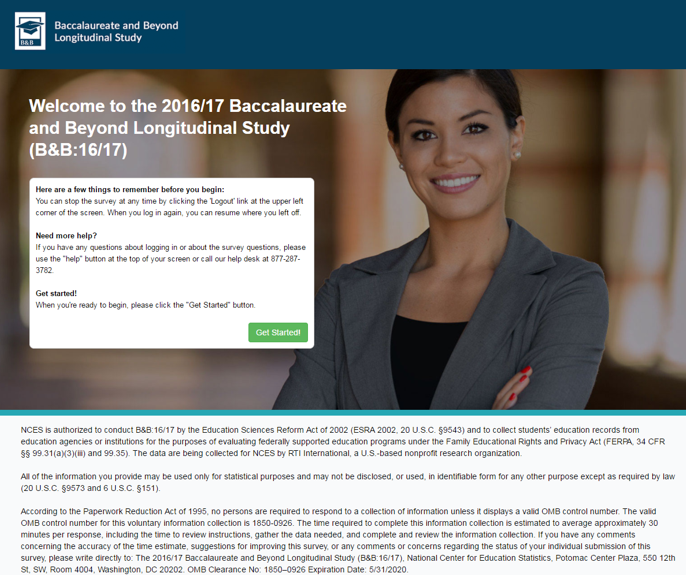 Baccalaureate and Beyond
Longitudinal Study
B&B
Welcome to the 2016/17 Baccalaureate
and Beyond Longitudinal Study
(B&B:16/17)
Here are a few things to remember before you begin:
You can stop the survey at any time by clicking the 'Logout' link at the upper left
corner of the screen. When you log in again, you can resume where you left off.
Need more help?
If you have any questions about logging in or about the survey questions, please
use the "help" button at the top of your screen or call our help desk at 877-287-
3782.
Get started!
When you're ready to begin, please click the "Get Started" button.
Get Started!
NCES is authorized to conduct B&B:16/17 by the Education Sciences Reform Act of 2002 (ESRA 2002, 20 U.S.C. §9543) and to collect students' education records from
education agencies or institutions for the purposes of evaluating federally supported education programs under the Family Educational Rights and Privacy Act (FERPA, 34 CFR
§§ 99.31(a)(3)(iii) and 99.35). The data are being collected for NCES by RTI International, a U.S.-based nonprofit research organization.
All of the information you provide may be used only for statistical purposes and may not be disclosed, or used, in identifiable form for any other purpose except as required by law
(20 U.S.C. §9573 and 6 U.S.C. §151).
According to the Paperwork Reduction Act of 1995, no persons are required to respond to a collection of information unless it displays a valid OMB control number. The valid
OMB control number for this voluntary information collection is 1850-0926. The time required to complete this information collection is estimated to average approximately 30
minutes per response, including the time to review instructions, gather the data needed, and complete and review the information collection. If you have any comments
concerning the accuracy of the time estimate, suggestions for improving this survey, or any comments or concerns regarding the status of your individual submission of this
survey, please write directly to: The 2016/17 Baccalaureate and Beyond Longitudinal Study (B&B:16/17), National Center for Education Statistics, Potomac Center Plaza, 550 12th
St, SW, Room 4004, Washington, DC 20202. OMB Clearance No: 1850–0926 Expiration Date: 5/31/2020.